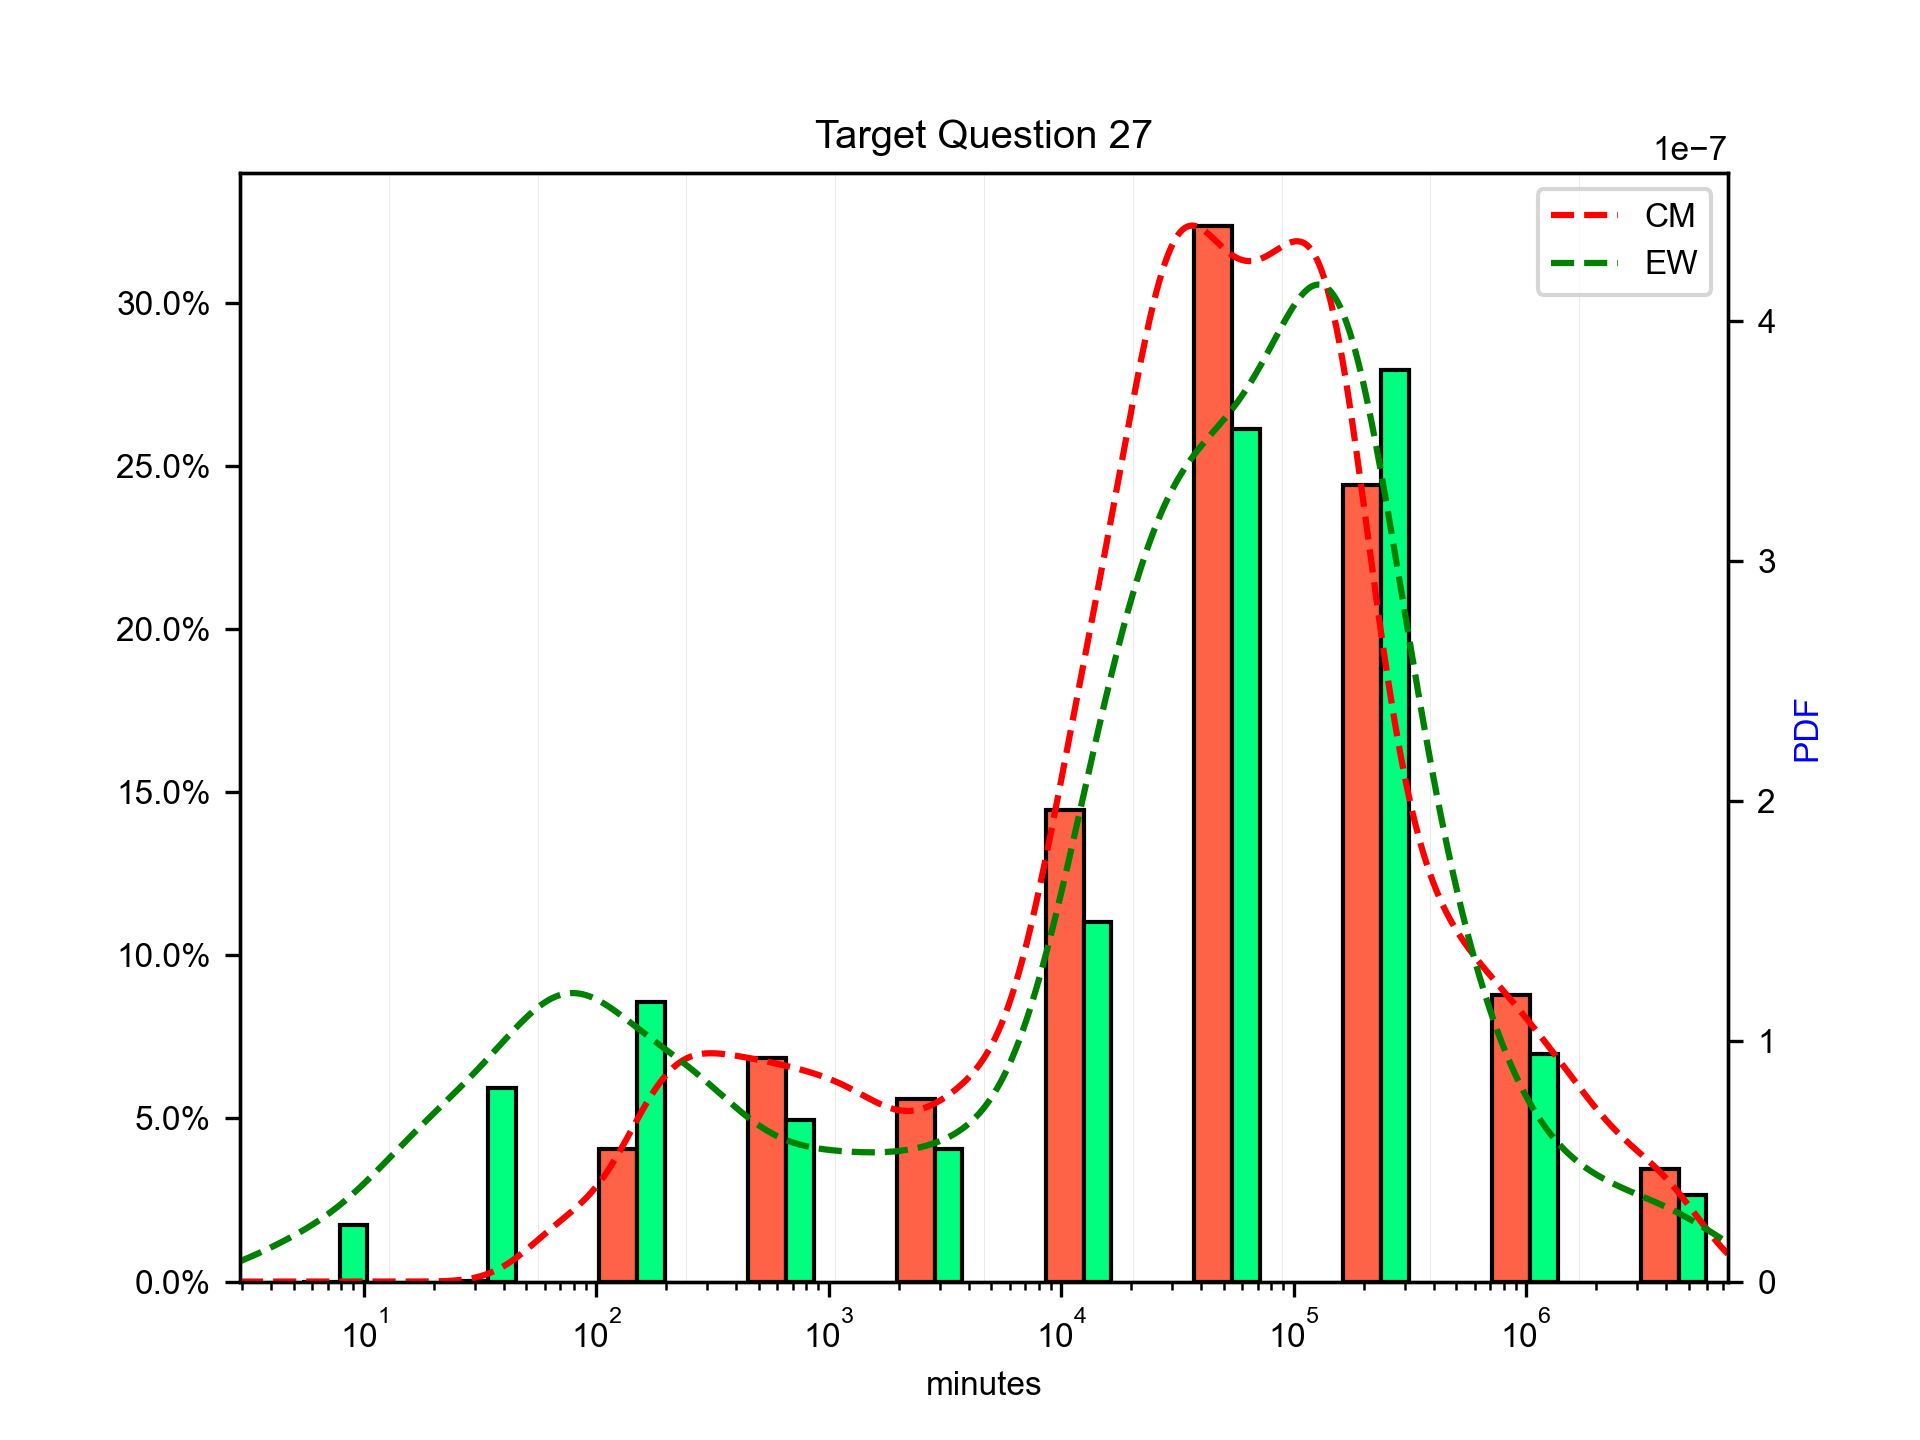 Target Question 27
1e−7
CM
EW
30.0%
25.0%
20.0%
15.0%
10.0%
5.0%
0.0%
4
3
2
1
0
PDF
10¹ 10² 10³ 10⁴ 10⁵ 10⁶
minutes